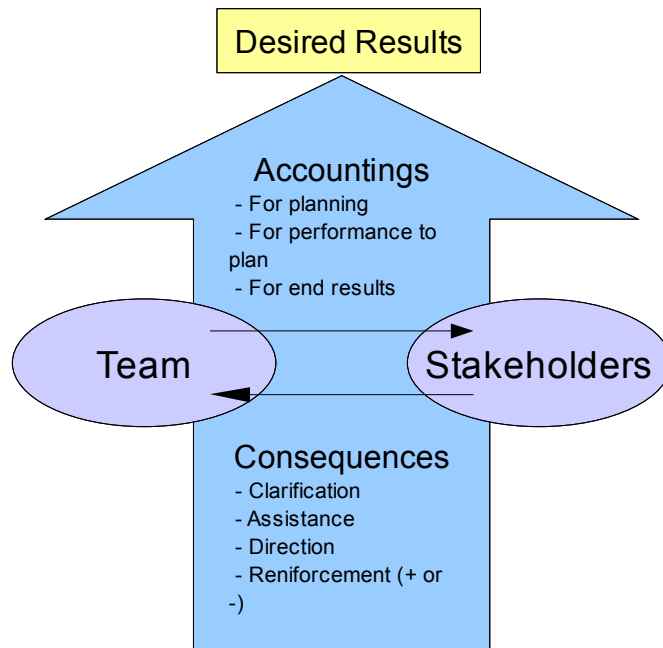 Desired Results
Accountings
- For planning
- For performance to
plan
- For end results
Team
Stakeholders
Consequences
- Clarification
- Assistance
- Direction
- Reniforcement (+ or
-)